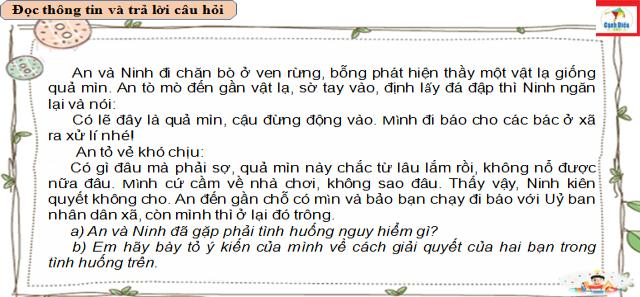 Đọc thông tin và trả lời câu hỏi
Cánh Diều
An và Ninh đi chăn bò ở ven rừng, bỗng phát hiện thầy một vật lạ giống
quả mìn. An tò mò đến gần vật lạ, sờ tay vào, định lấy đá đập thì Ninh ngăn
lại và nói:
Có lẽ đây là quả mìn, cậu đừng động vào. Mình đi báo cho các bác ở xã
ra xử lí nhé!
An tỏ vẻ khó chịu:
Có gì đâu mà phải sợ, quả mìn này chắc từ lâu lắm rồi, không nổ được
nữa đâu. Mình cứ cầm về nhà chơi, không sao đâu. Thấy vậy, Ninh kiên
quyết không cho. An đến gần chỗ có mìn và bảo bạn chạy đi báo với Uỷ ban
nhân dân xã, còn mình thì ở lại đó trông.
a) An và Ninh đã gặp phải tình huống nguy hiểm gì?
b) Em hãy bày tỏ ý kiến của mình về cách giải quyết của hai bạn trong
tình huống trên.